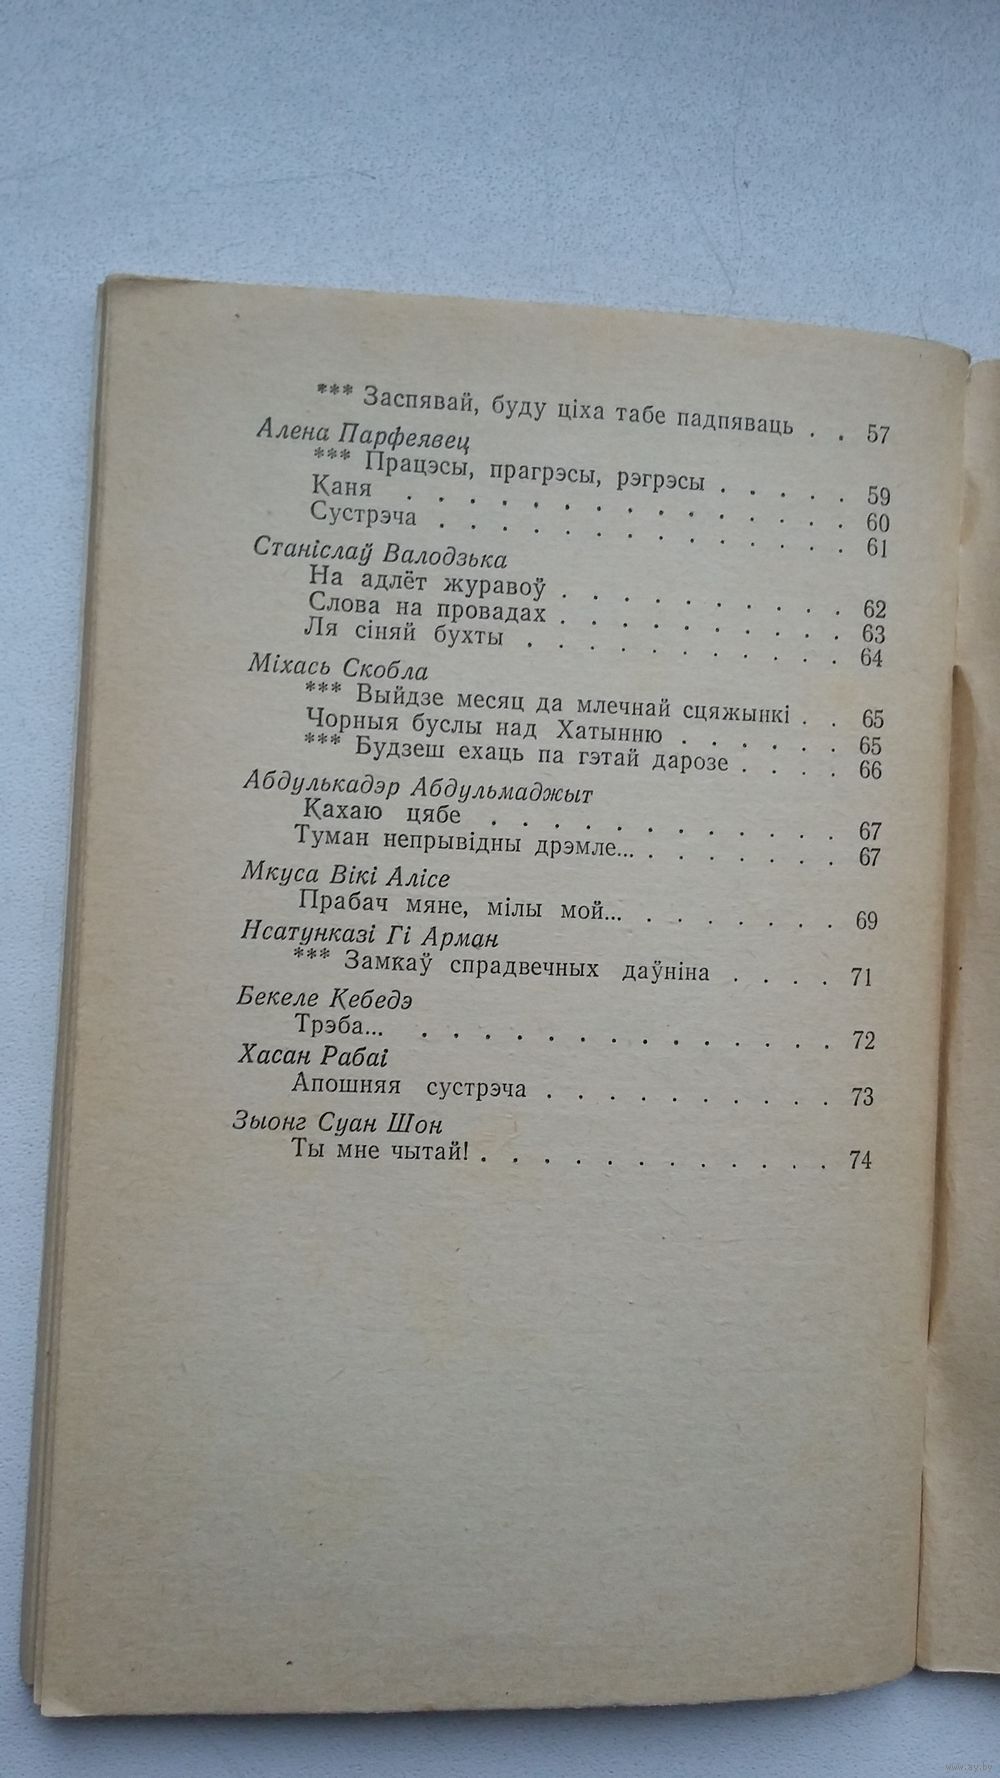 *** Заспявай, буду ціха табе падпяваць . . 57
Алена Парфеявец
*** Працэсы, прагрэсы, рэгрэсы . . . . . 59
Каня . . . . . . . . . . . . . . 60
Сустрэча . . . . . . . . . . . . . 61
Станіслаў Валодзька
На адлёт журавоў . . . . . . . . . 62
Слова на провадах . . . . . . . . . 63
Ля сіняй бухты . . . . . . . . . . 64
Міхась Скобла
*** Выйдзе месяц да млечнай сцяжынкі . . 65
Чорныя буслы над Хатынню . . . . . . 65
*** Будзеш ехаць па гэтай дарозе . . . . 66
Абдулькадэр Абдульмаджыт
Кахаю цябе . . . . . . . . . . . . 67
Туман непрывідны дрэмле... . . . . . . . 67
Мкуса Вікі Алісе
Прабач мяне, мілы мой... . . . . . . . 69
Нсатунказі Гі Арман
*** Замкаў спрадвечных даўніна . . . . 71
Бекеле Кебедэ
Трэба... . . . . . . . . . . . . . . 72
Хасан Рабаі
Апошняя сустрэча . . . . . . . . . . 73
Зыонг Суан Шон
Ты мне чытай! . . . . . . . . . . . . 74
www.ay.by